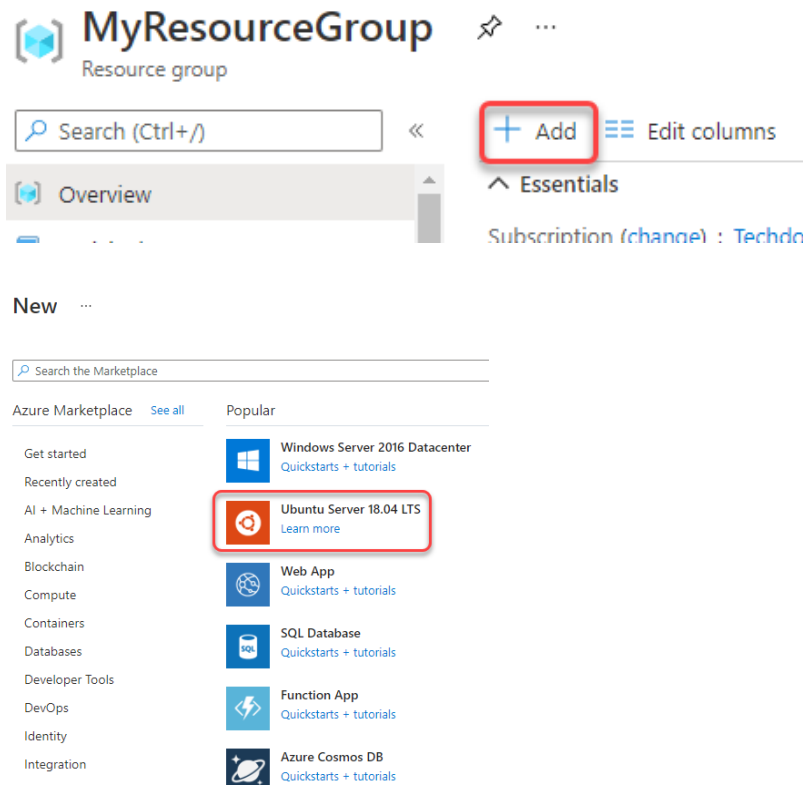 MyResourceGroup
Resource group
Search (Ctrl+/)
Add
Edit columns
Overview
Essentials
Subscription (change) : Techdo
New
Search the Marketplace
Azure Marketplace See all
Popular
Get started
Recently created
AI + Machine Learning
Analytics
Blockchain
Compute
Containers
Databases
Developer Tools
DevOps
Identity
Integration
Windows Server 2016 Datacenter
Quickstarts + tutorials
Ubuntu Server 18.04 LTS
Learn more
Web App
Quickstarts + tutorials
SQL
SQL Database
Quickstarts + tutorials
Function App
Quickstarts + tutorials
Azure Cosmos DB
Quickstarts + tutorials